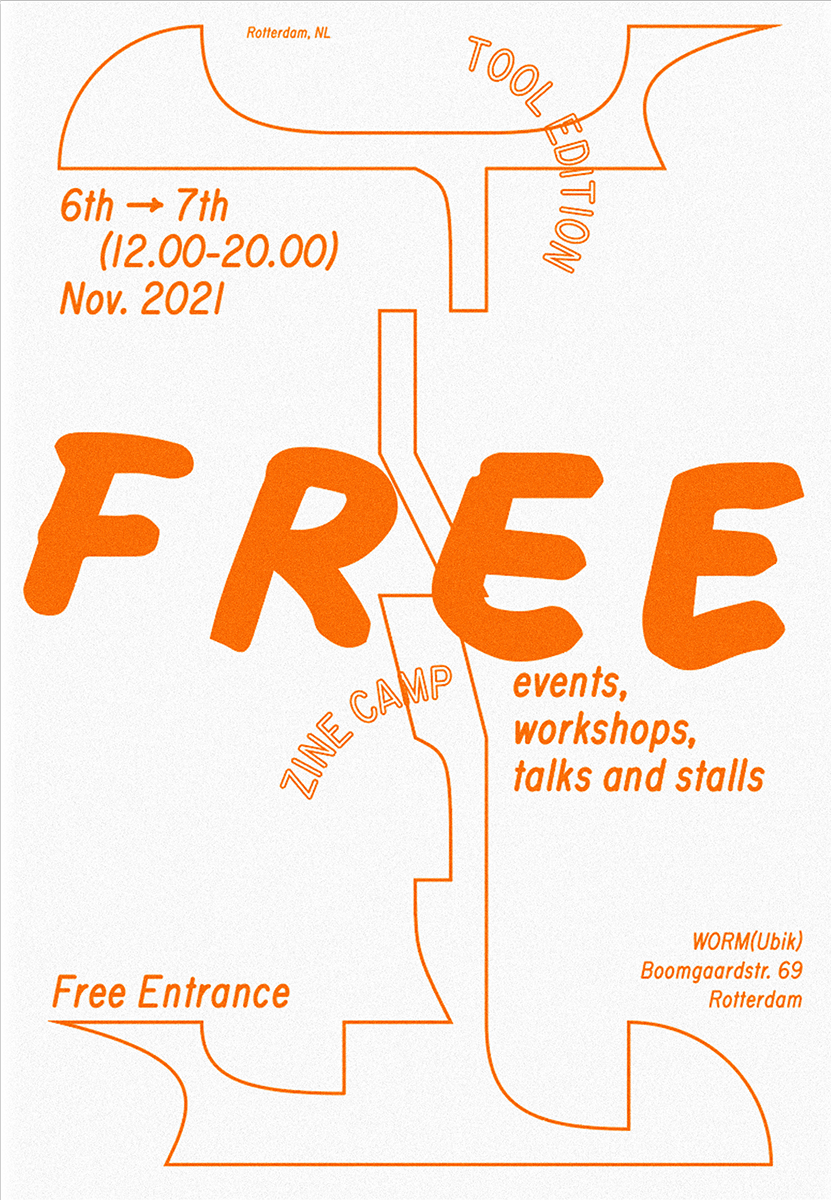 Rotterdam, NL
TOOL EDITION
6th → 7th
(12.00-20.00)
Nov. 2021
FREE
ZINE CAMP
events,
workshops,
talks and stalls
WORM(Ubik)
Boomgaardstr. 69
Rotterdam
Free Entrance